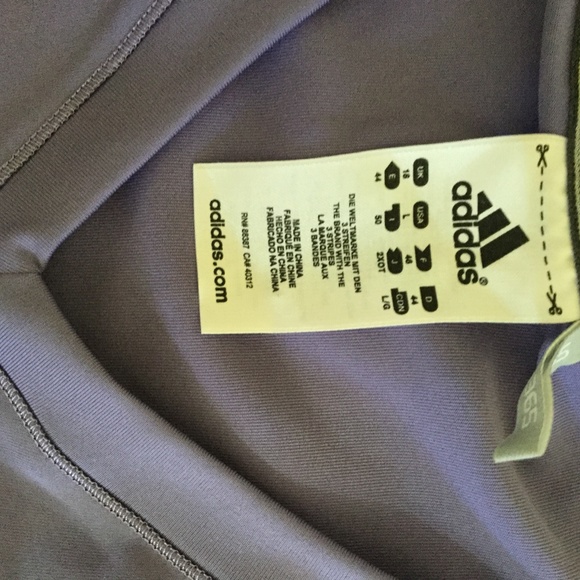 adidas®
UK USA F D
18 L 46 44
E I J CDN
44 50 2XOT L/G
DIE WELTMARKE MIT DEN
3 STREIFEN
THE BRAND WITH THE
3 STRIPES
LA MARQUE AUX
3 BANDES
MADE IN CHINA
FABRIQUÉ EN CHINE
HECHO EN CHINA
FABRICADO NA CHINA
RN# 88387 CA# 40312
adidas.com